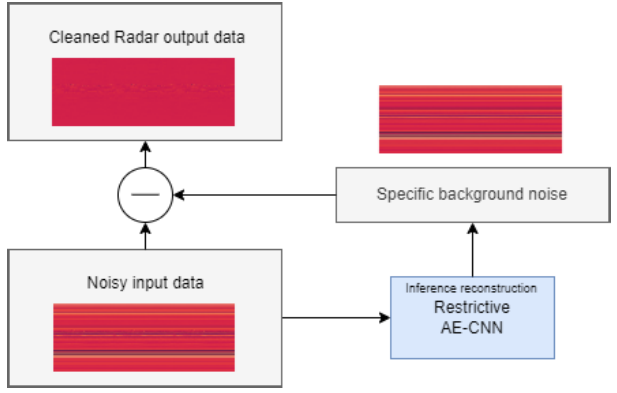 Cleaned Radar output data
Specific background noise
Noisy input data
Inference reconstruction
Restrictive
AE-CNN